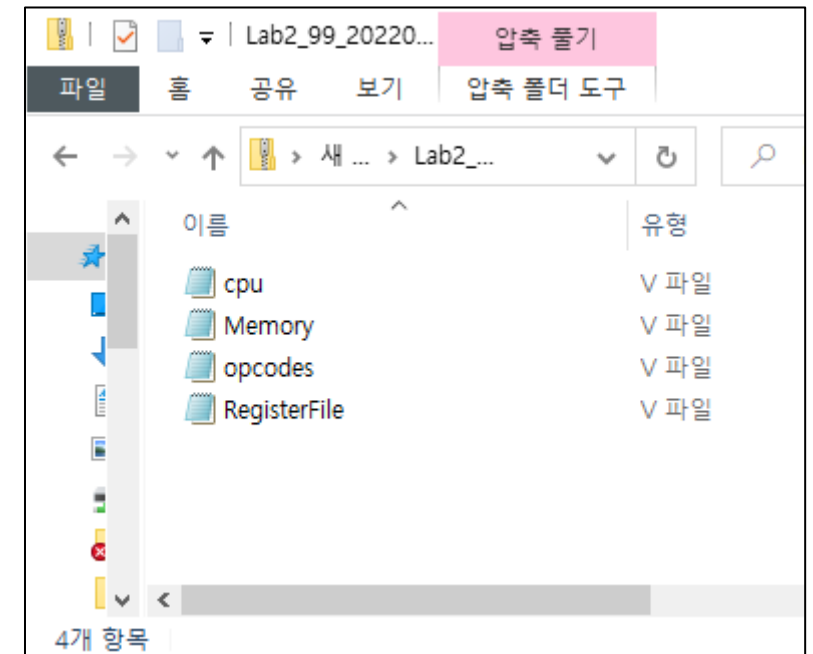 Lab2_99_20220... 압축 풀기
파일 홈 공유 보기 압축 폴더 도구
새 ... Lab2_...
이름 유형
cpu V 파일
Memory V 파일
opcodes V 파일
RegisterFile V 파일
4개 항목